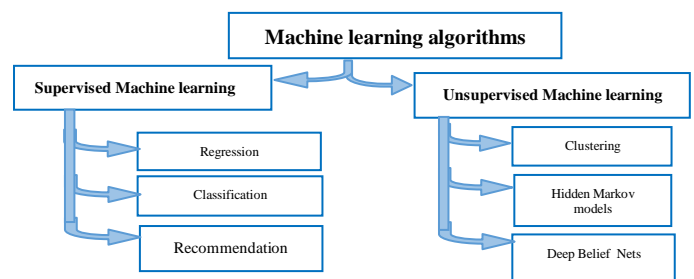 Machine learning algorithms
Supervised Machine learning
Unsupervised Machine learning
Regression
Classification
Recommendation
Clustering
Hidden Markov
models
Deep Belief Nets